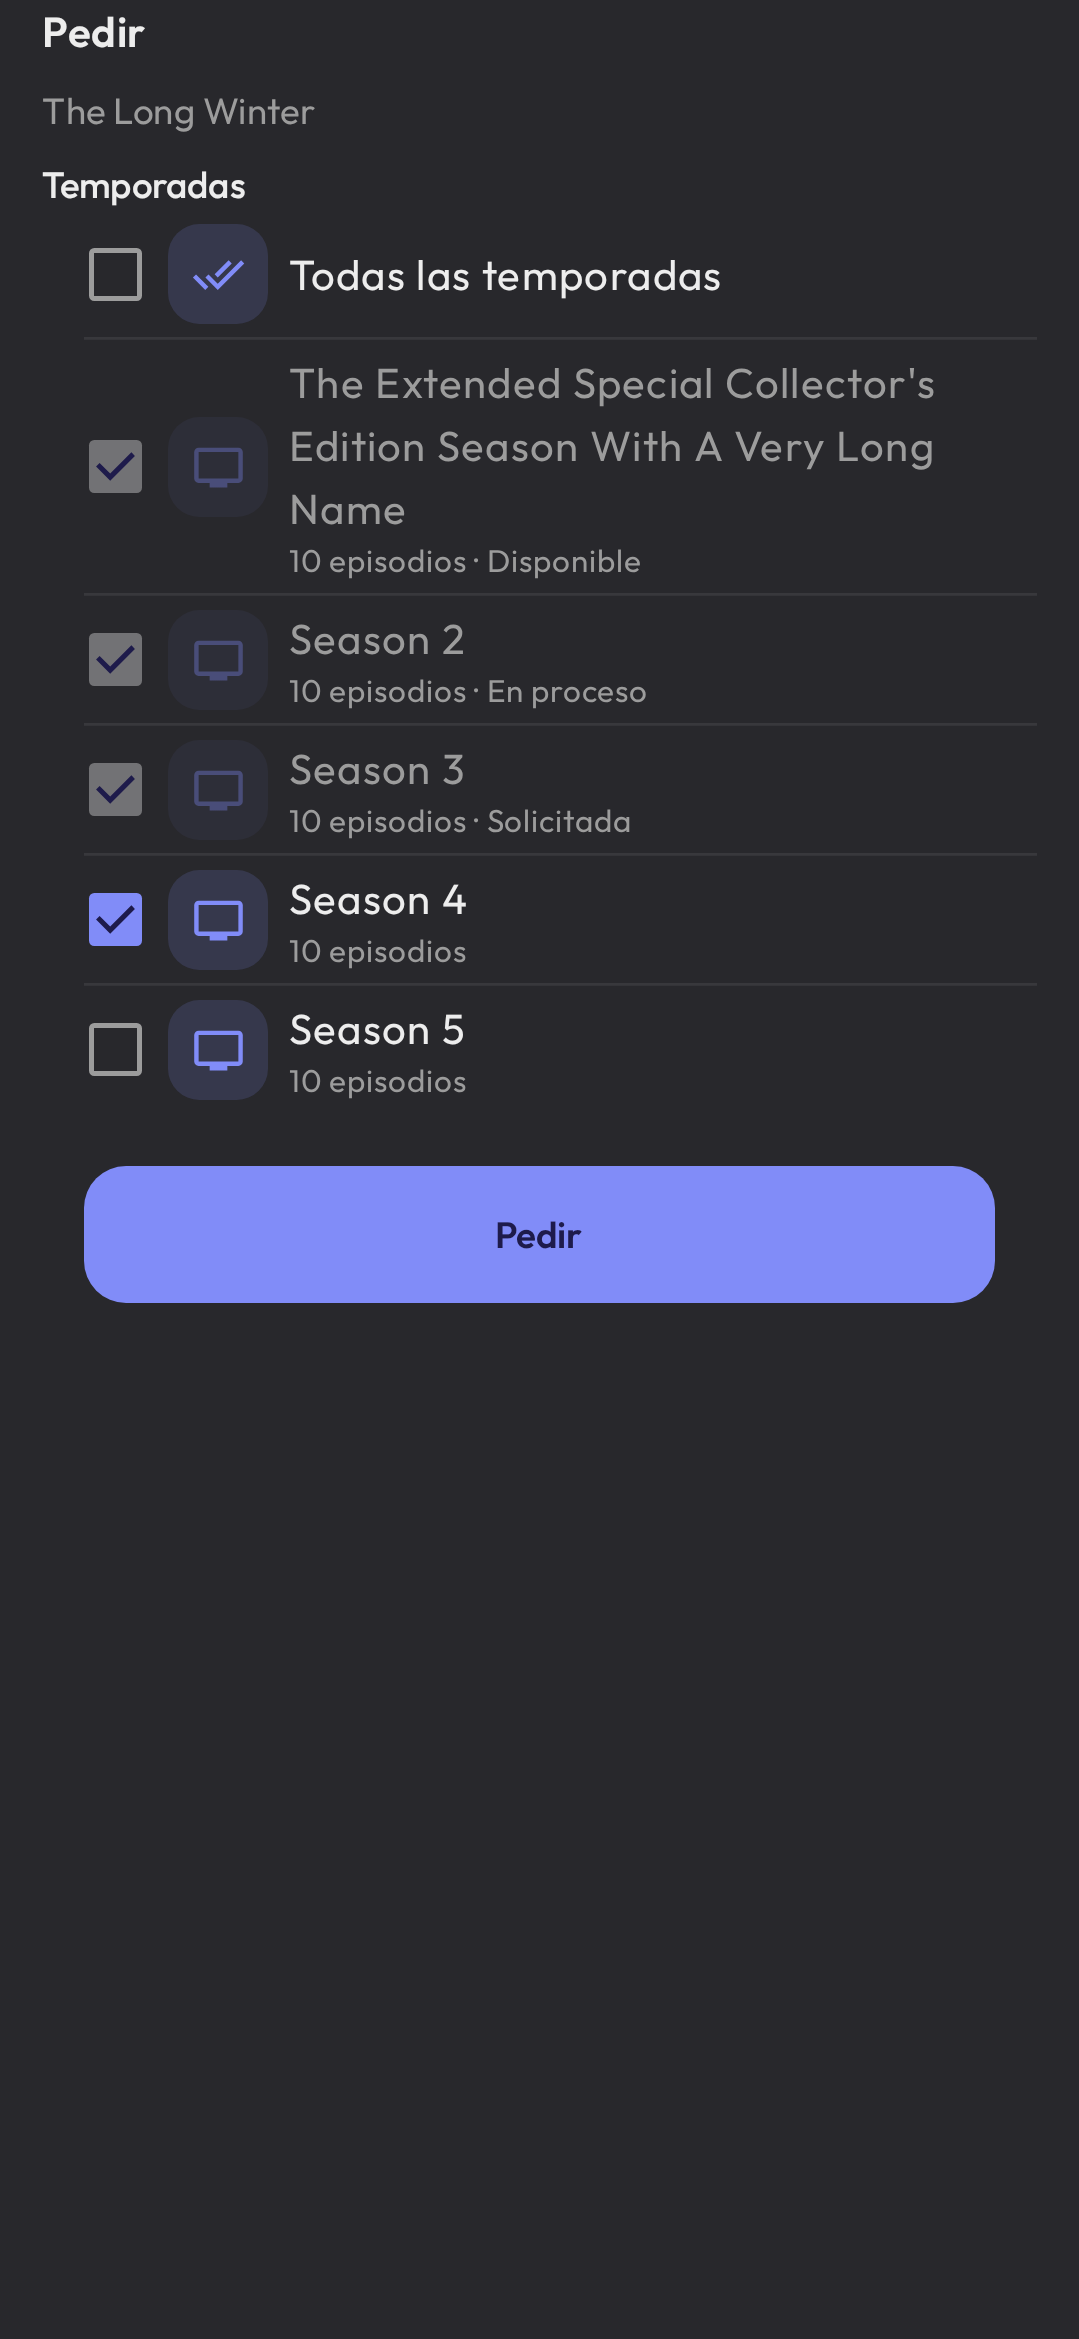 Pedir
The Long Winter
Temporadas
Todas las temporadas
The Extended Special Collector's
Edition Season With A Very Long
Name
10 episodios · Disponible
Season 2
10 episodios · En proceso
Season 3
10 episodios · Solicitada
Season 4
10 episodios
Season 5
10 episodios
Pedir